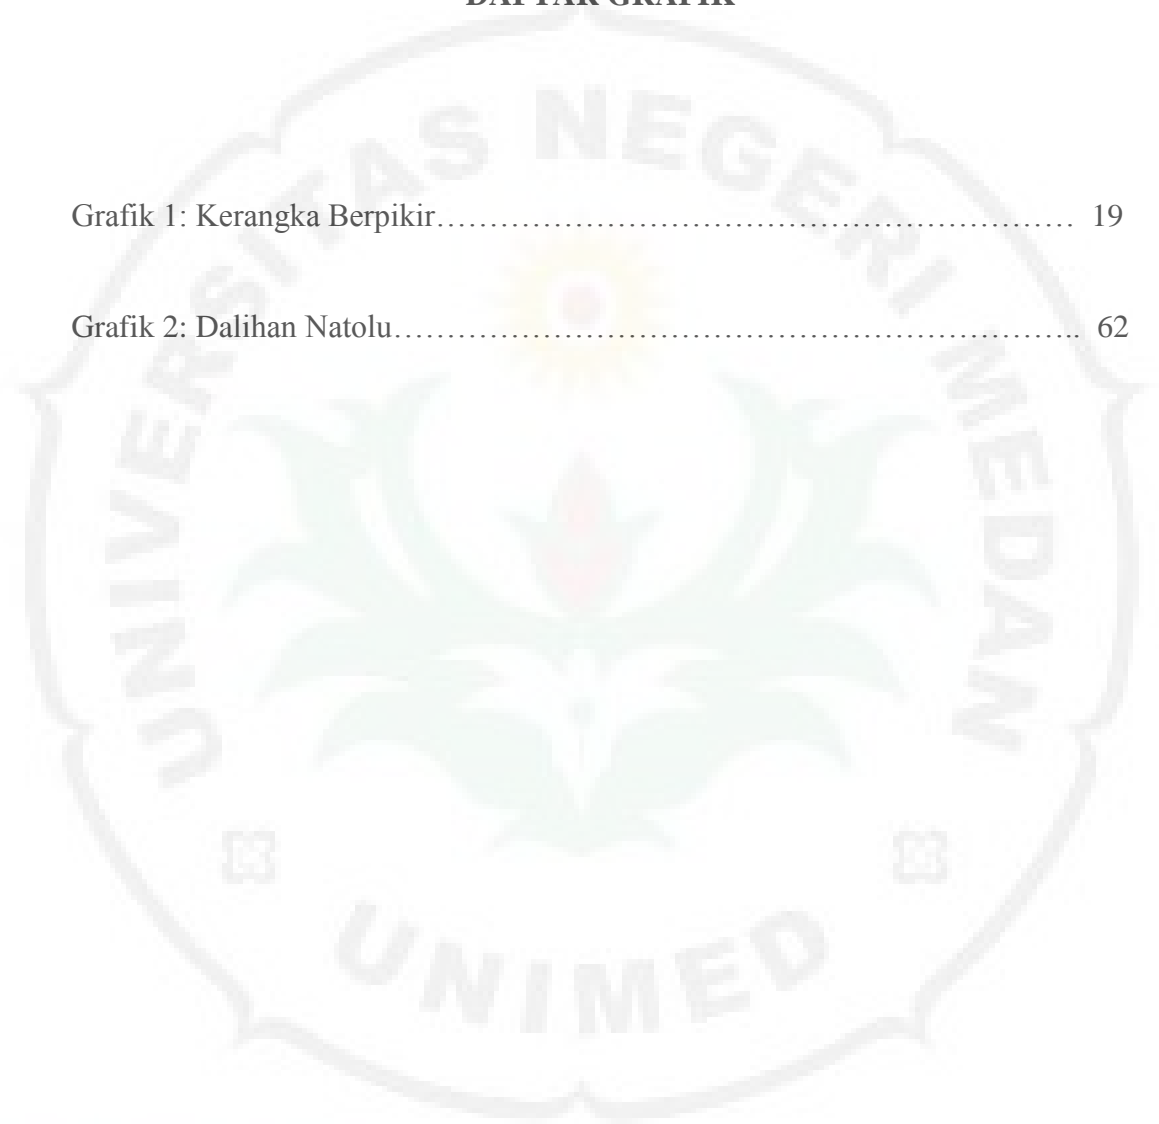 DAFTAR GRAFIK
UNIVERSITAS NEGERI MEDAN
Grafik 1: Kerangka Berpikir……………………………………………………………… 19
Grafik 2: Dalihan Natolu………………………………………………………………….. 62
UNIMED